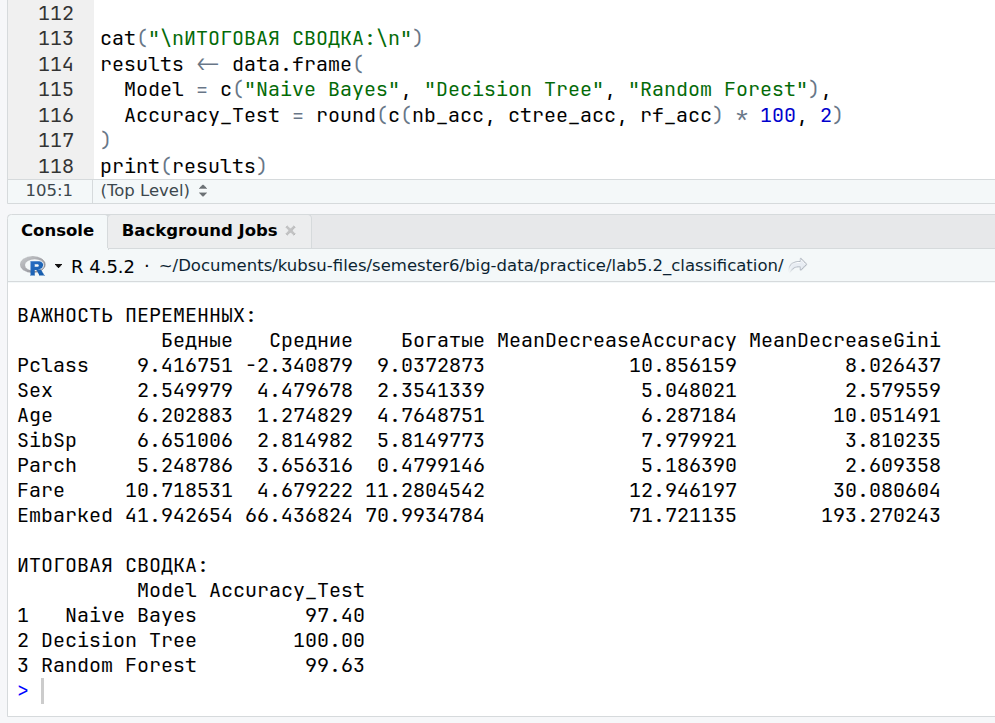 112
113 cat("\nИТОГОВАЯ СВОДКА:\n")
114 results <- data.frame(
115   Model = c("Naive Bayes", "Decision Tree", "Random Forest"),
116   Accuracy_Test = round(c(nb_acc, ctree_acc, rf_acc) * 100, 2)
117 )
118 print(results)
105:1 (Top Level)
Console Background Jobs
R 4.5.2 · ~/Documents/kubsu-files/semester6/big-data/practice/lab5.2_classification/
ВАЖНОСТЬ ПЕРЕМЕННЫХ:
            Бедные   Средние    Богатые MeanDecreaseAccuracy MeanDecreaseGini
Pclass    9.416751 -2.340879  9.0372873            10.856159         8.026437
Sex       2.549979  4.479678  2.3541339             5.048021         2.579559
Age       6.202883  1.274829  4.7648751             6.287184        10.051491
SibSp     6.651006  2.814982  5.8149773             7.979921         3.810235
Parch     5.248786  3.656316  0.4799146             5.186390         2.609358
Fare     10.718531  4.679222 11.2804542            12.946197        30.080604
Embarked 41.942654 66.436824 70.9934784            71.721135       193.270243
ИТОГОВАЯ СВОДКА:
          Model Accuracy_Test
1   Naive Bayes         97.40
2 Decision Tree        100.00
3 Random Forest         99.63
>